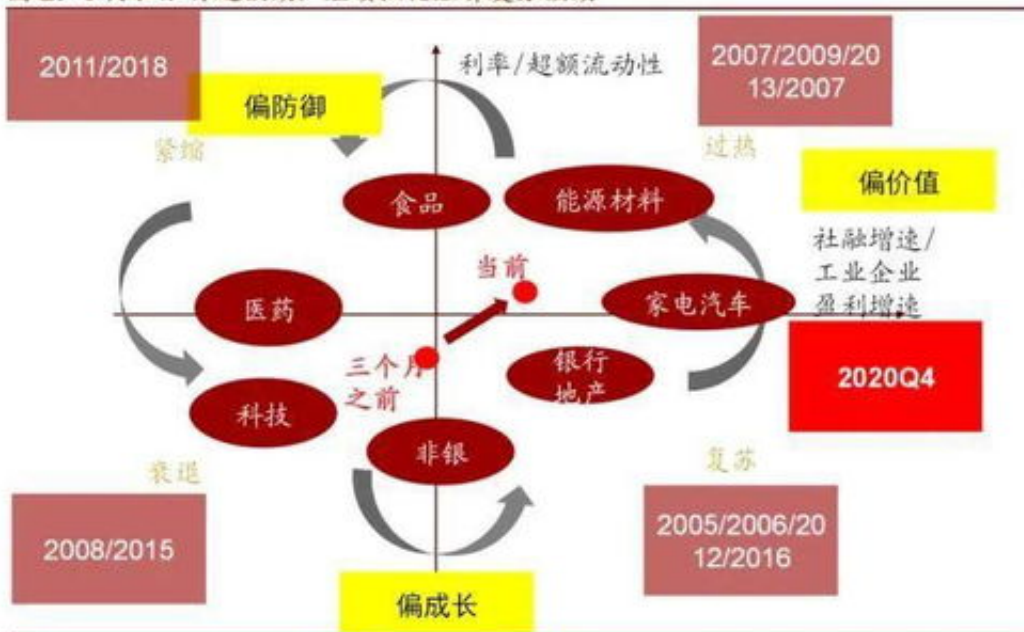 2011/2018
利率/超额流动性
2007/2009/20
13/2007
偏防御
紧缩
过热
偏价值
食品
能源材料
社融增速/
工业企业
盈利增速
当前
医药
家电汽车
三个月
之前
银行
地产
2020Q4
科技
非银
衰退
复苏
2008/2015
2005/2006/20
12/2016
偏成长